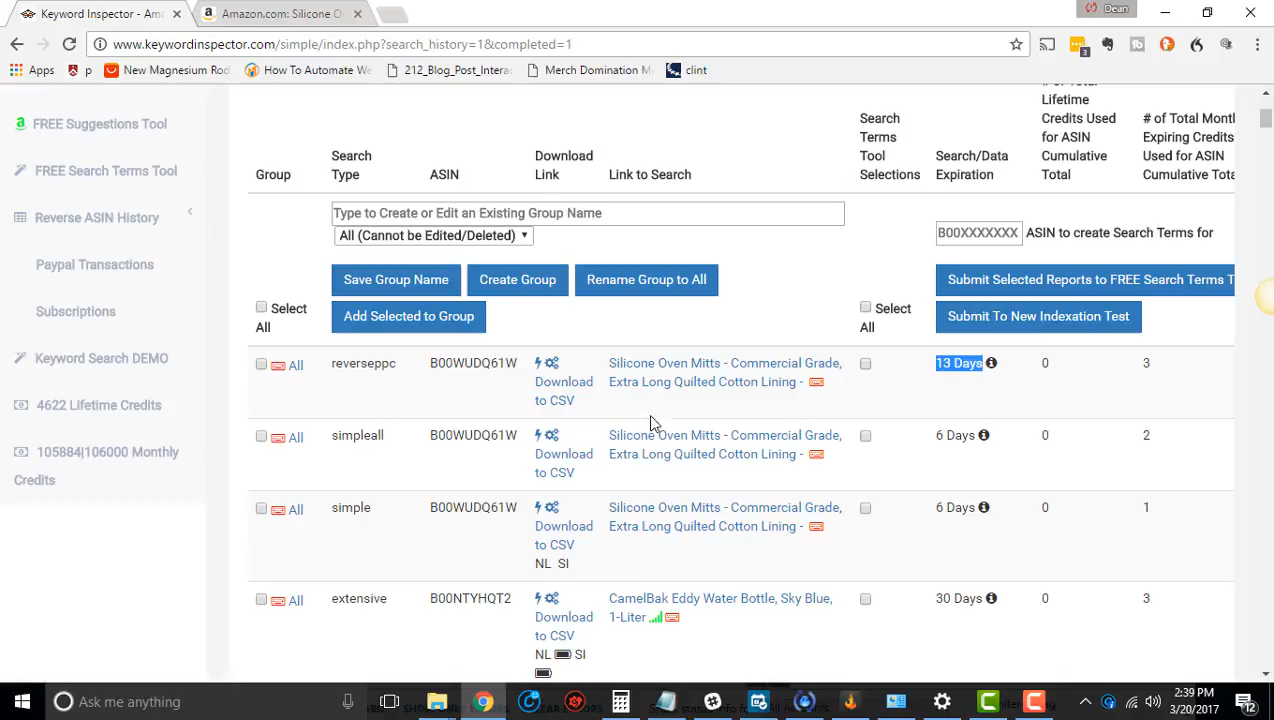 Keyword Inspector - Ama
Amazon.com: Silicone O
Dean
www.keywordinspector.com/simple/index.php?search_history=1&completed=1
3
Apps
p
New Magnesium Rod
How To Automate We
212_Blog_Post_Intera
Merch Domination M
clint
FREE Suggestions Tool
FREE Search Terms Tool
Reverse ASIN History
Paypal Transactions
Subscriptions
Keyword Search DEMO
4622 Lifetime Credits
105884|106000 Monthly
Credits
Group
Search
Type
ASIN
Download
Link
Link to Search
Search
Terms
Tool
Selections
Search/Data
Expiration
# of Total
Lifetime
Credits Used
for ASIN
Cumulative
Total
# of Total Month
Expiring Credits
Used for ASIN
Cumulative Tota
Type to Create or Edit an Existing Group Name
All (Cannot be Edited/Deleted)
B00XXXXXXX ASIN to create Search Terms for
Save Group Name
Create Group
Rename Group to All
Submit Selected Reports to FREE Search Terms T
Select
All
Add Selected to Group
Select
All
Submit To New Indexation Test
All
reverseppc
B00WUDQ61W
Download
to CSV
Silicone Oven Mitts - Commercial Grade,
Extra Long Quilted Cotton Lining -
13 Days
0
3
All
simpleall
B00WUDQ61W
Download
to CSV
Silicone Oven Mitts - Commercial Grade,
Extra Long Quilted Cotton Lining -
6 Days
0
2
All
simple
B00WUDQ61W
Download
to CSV
NL SI
Silicone Oven Mitts - Commercial Grade,
Extra Long Quilted Cotton Lining -
6 Days
0
1
All
extensive
B00NTYHQT2
Download
to CSV
NL SI
CamelBak Eddy Water Bottle, Sky Blue,
1-Liter
30 Days
0
3
Ask me anything
2:39 PM
3/20/2017
12